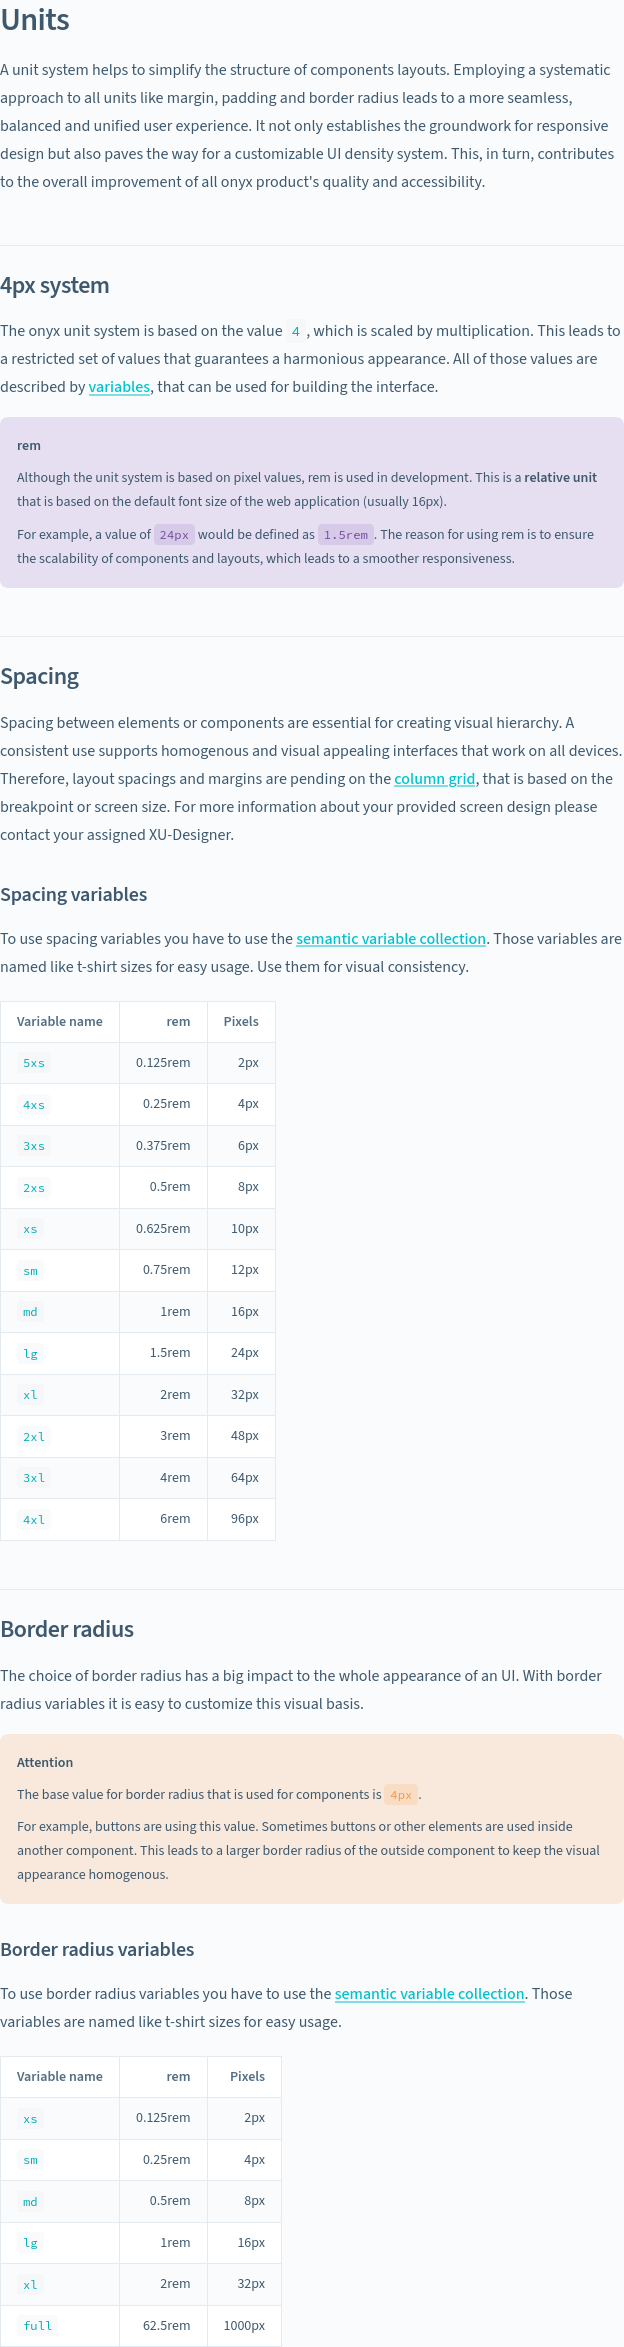 Units
A unit system helps to simplify the structure of components layouts. Employing a systematic
approach to all units like margin, padding and border radius leads to a more seamless,
balanced and unified user experience. It not only establishes the groundwork for responsive
design but also paves the way for a customizable UI density system. This, in turn, contributes
to the overall improvement of all onyx product's quality and accessibility.
4px system
The onyx unit system is based on the value 4, which is scaled by multiplication. This leads to
a restricted set of values that guarantees a harmonious appearance. All of those values are
described by variables, that can be used for building the interface.
rem
Although the unit system is based on pixel values, rem is used in development. This is a relative unit
that is based on the default font size of the web application (usually 16px).
For example, a value of 24px would be defined as 1.5rem. The reason for using rem is to ensure
the scalability of components and layouts, which leads to a smoother responsiveness.
Spacing
Spacing between elements or components are essential for creating visual hierarchy. A
consistent use supports homogenous and visual appealing interfaces that work on all devices.
Therefore, layout spacings and margins are pending on the column grid, that is based on the
breakpoint or screen size. For more information about your provided screen design please
contact your assigned XU-Designer.
Spacing variables
To use spacing variables you have to use the semantic variable collection. Those variables are
named like t-shirt sizes for easy usage. Use them for visual consistency.
Variable name rem Pixels
5xs 0.125rem 2px
4xs 0.25rem 4px
3xs 0.375rem 6px
2xs 0.5rem 8px
xs 0.625rem 10px
sm 0.75rem 12px
md 1rem 16px
lg 1.5rem 24px
xl 2rem 32px
2xl 3rem 48px
3xl 4rem 64px
4xl 6rem 96px
Border radius
The choice of border radius has a big impact to the whole appearance of an UI. With border
radius variables it is easy to customize this visual basis.
Attention
The base value for border radius that is used for components is 4px.
For example, buttons are using this value. Sometimes buttons or other elements are used inside
another component. This leads to a larger border radius of the outside component to keep the visual
appearance homogenous.
Border radius variables
To use border radius variables you have to use the semantic variable collection. Those
variables are named like t-shirt sizes for easy usage.
Variable name rem Pixels
xs 0.125rem 2px
sm 0.25rem 4px
md 0.5rem 8px
lg 1rem 16px
xl 2rem 32px
full 62.5rem 1000px